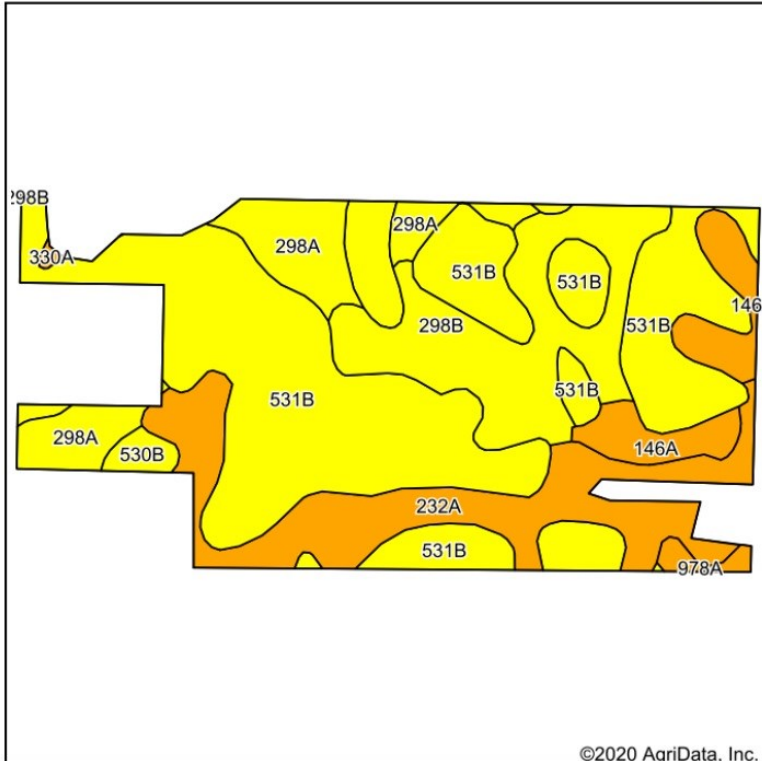 298B
298A
298A
330A
531B
531B
146
298B
531B
531B
531B
298A
530B
146A
232A
531B
978A
©2020 AgriData, Inc.